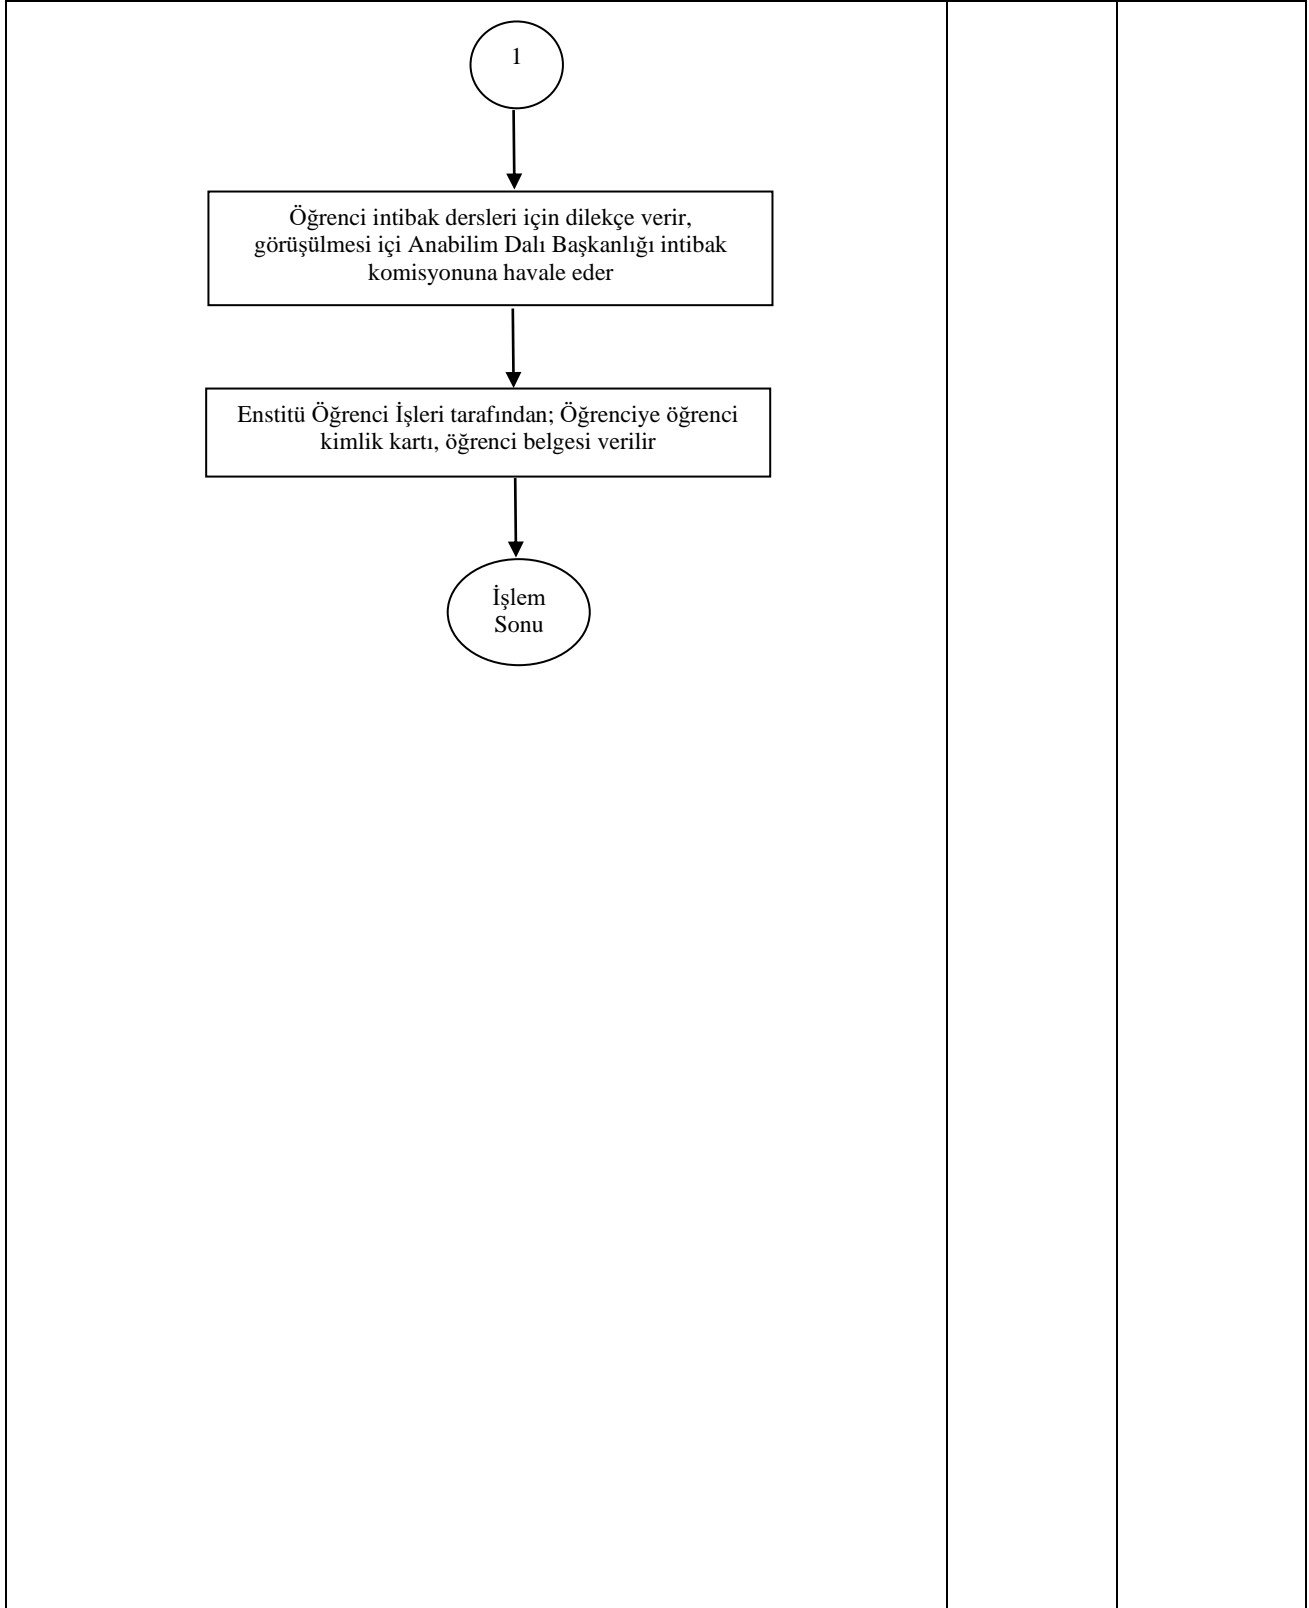 1
Öğrenci intibak dersleri için dilekçe verir,
görüşülmesi içi Anabilim Dalı Başkanlığı intibak
komisyonuna havale eder
Enstitü Öğrenci İşleri tarafından; Öğrenciye öğrenci
kimlik kartı, öğrenci belgesi verilir
İşlem
Sonu